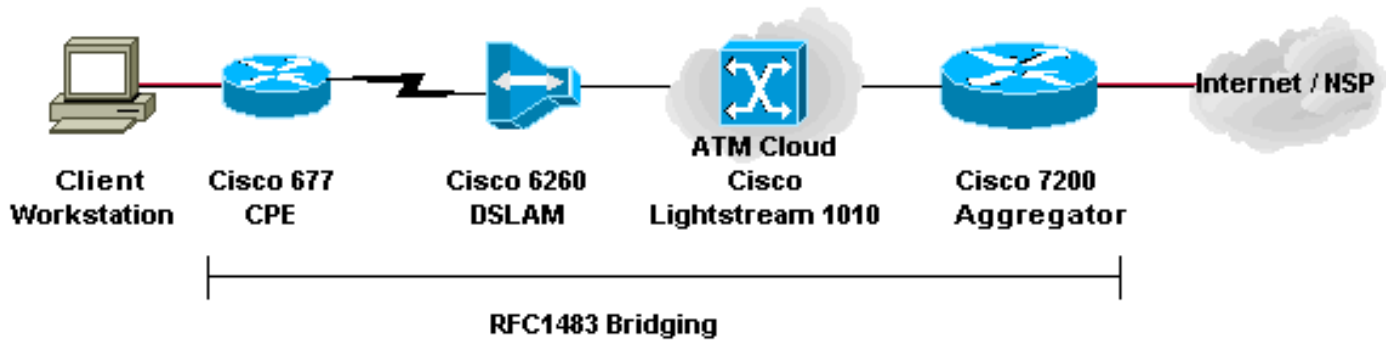 Internet / NSP
ATM Cloud
Client
Workstation
Cisco 677
CPE
Cisco 6260
DSLAM
Cisco
Lightstream 1010
Cisco 7200
Aggregator
RFC1483 Bridging